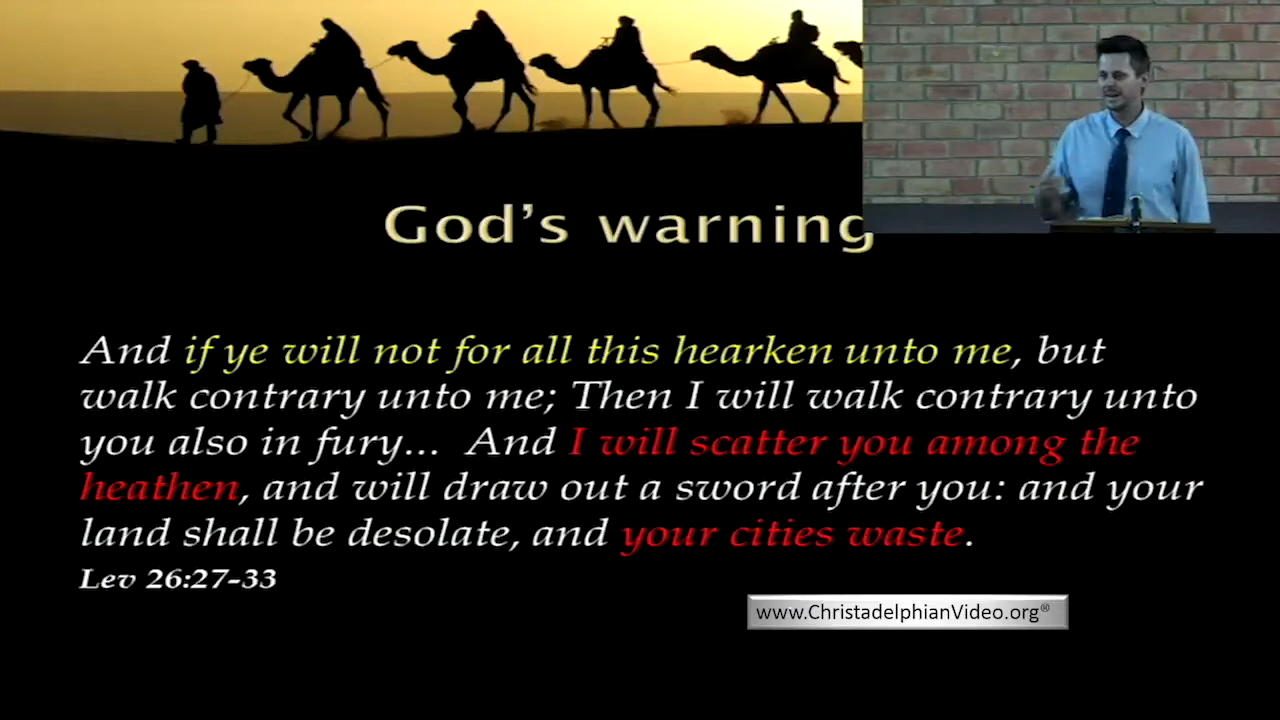 God’s warning
And if ye will not for all this hearken unto me, but
walk contrary unto me; Then I will walk contrary unto
you also in fury... And I will scatter you among the
heathen, and will draw out a sword after you: and your
land shall be desolate, and your cities waste.
Lev 26:27-33
www.ChristadelphianVideo.org®